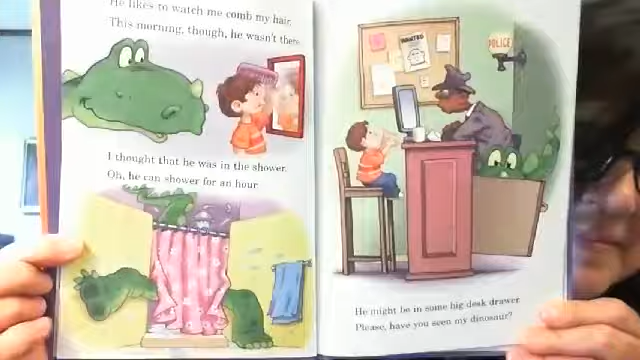 He likes to watch me comb my hair.
This morning, though, he wasn't there.
I thought that he was in the shower.
Oh, he can shower for an hour.
WANTED
POLICE
He might be in some big desk drawer.
Please, have you seen my dinosaur?